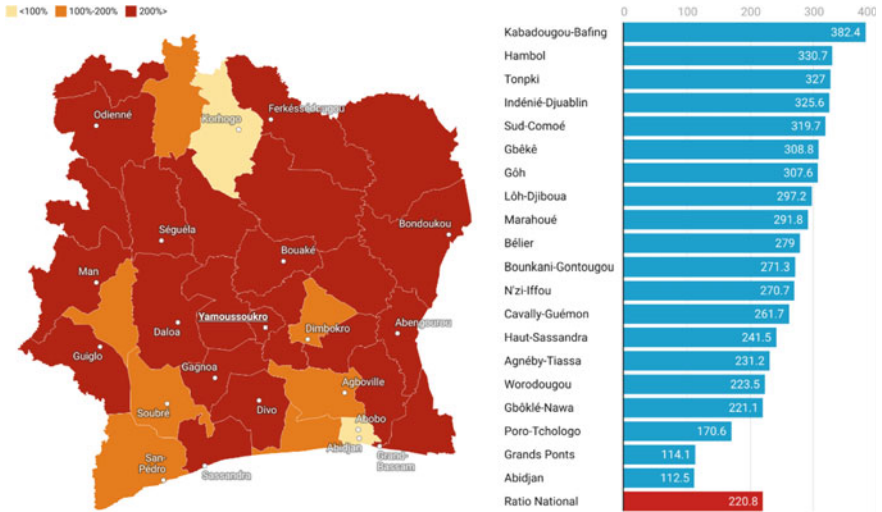 <100% 100%-200% 200%>
Odienné
Korhogo
Ferkéssédougou
Séguéla
Bondoukou
Bouaké
Man
Yamoussoukro
Daloa
Dimbokro
Abengourou
Guiglo
Gagnoa
Agboville
Soubré
Divo
Abobo
Abidjan
Grand-
Bassam
San-
Pédro
Sassandra
0 100 200 300 400
Kabadougou-Bafing 382.4
Hambol 330.7
Tonpki 327
Indénié-Djuablin 325.6
Sud-Comoé 319.7
Gbêkê 308.8
Gôh 307.6
Lôh-Djiboua 297.2
Marahoué 291.8
Bélier 279
Bounkani-Gontougou 271.3
N'zi-Iffou 270.7
Cavally-Guémon 261.7
Haut-Sassandra 241.5
Agnéby-Tiassa 231.2
Worodougou 223.5
Gbôklé-Nawa 221.1
Poro-Tchologo 170.6
Grands Ponts 114.1
Abidjan 112.5
Ratio National 220.8